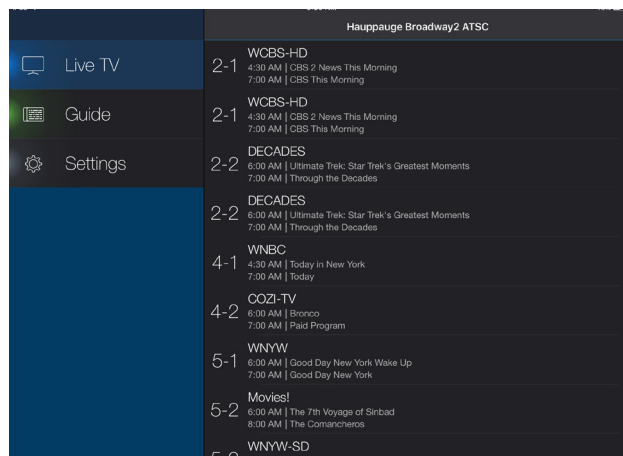 Hauppauge Broadway2 ATSC
Live TV
Guide
Settings
2-1
WCBS-HD
4:30 AM | CBS 2 News This Morning
7:00 AM | CBS This Morning
2-1
WCBS-HD
4:30 AM | CBS 2 News This Morning
7:00 AM | CBS This Morning
2-2
DECADES
6:00 AM | Ultimate Trek: Star Trek's Greatest Moments
7:00 AM | Through the Decades
2-2
DECADES
6:00 AM | Ultimate Trek: Star Trek's Greatest Moments
7:00 AM | Through the Decades
4-1
WNBC
4:30 AM | Today in New York
7:00 AM | Today
4-2
COZI-TV
6:00 AM | Bronco
7:00 AM | Paid Program
5-1
WNYW
6:00 AM | Good Day New York Wake Up
7:00 AM | Good Day New York
5-2
Movies!
6:00 AM | The 7th Voyage of Sinbad
8:00 AM | The Comancheros
WNYW-SD